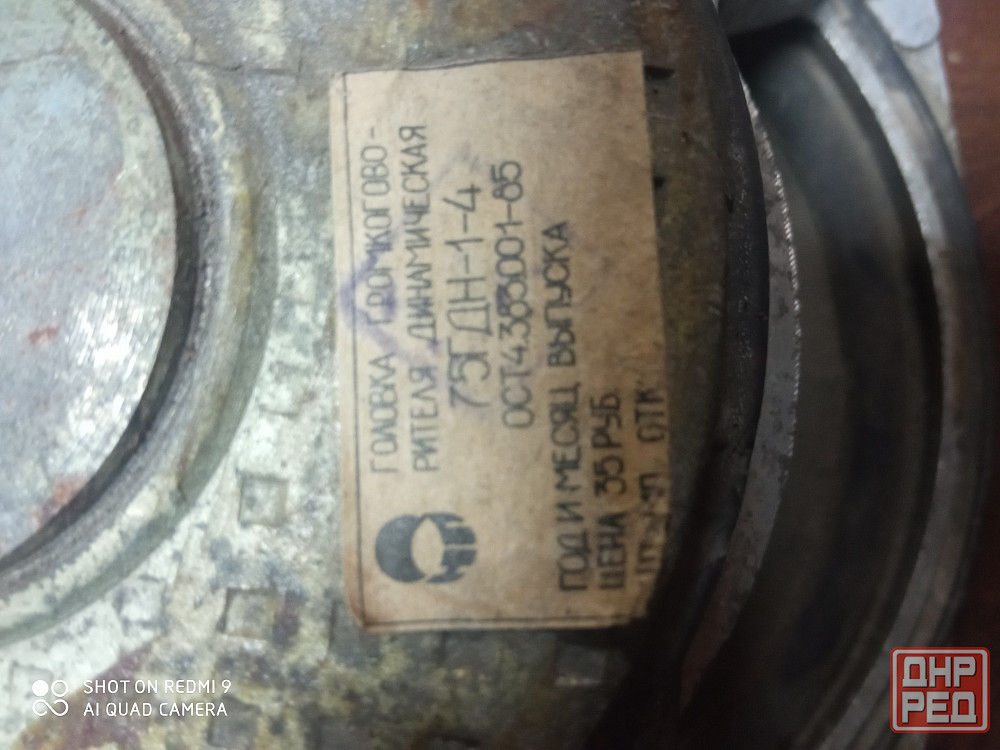 ГОЛОВКА ГРОМКОГОВО-
РИТЕЛЯ ДИНАМИЧЕСКАЯ
75ГДН-1-4
ОСТ4.383.001-85
ГОД И МЕСЯЦ ВЫПУСКА
ЦЕНА 35 РУБ
ШТАМП ОТК
SHOT ON REDMI 9
AI QUAD CAMERA
ДНР
РЕД